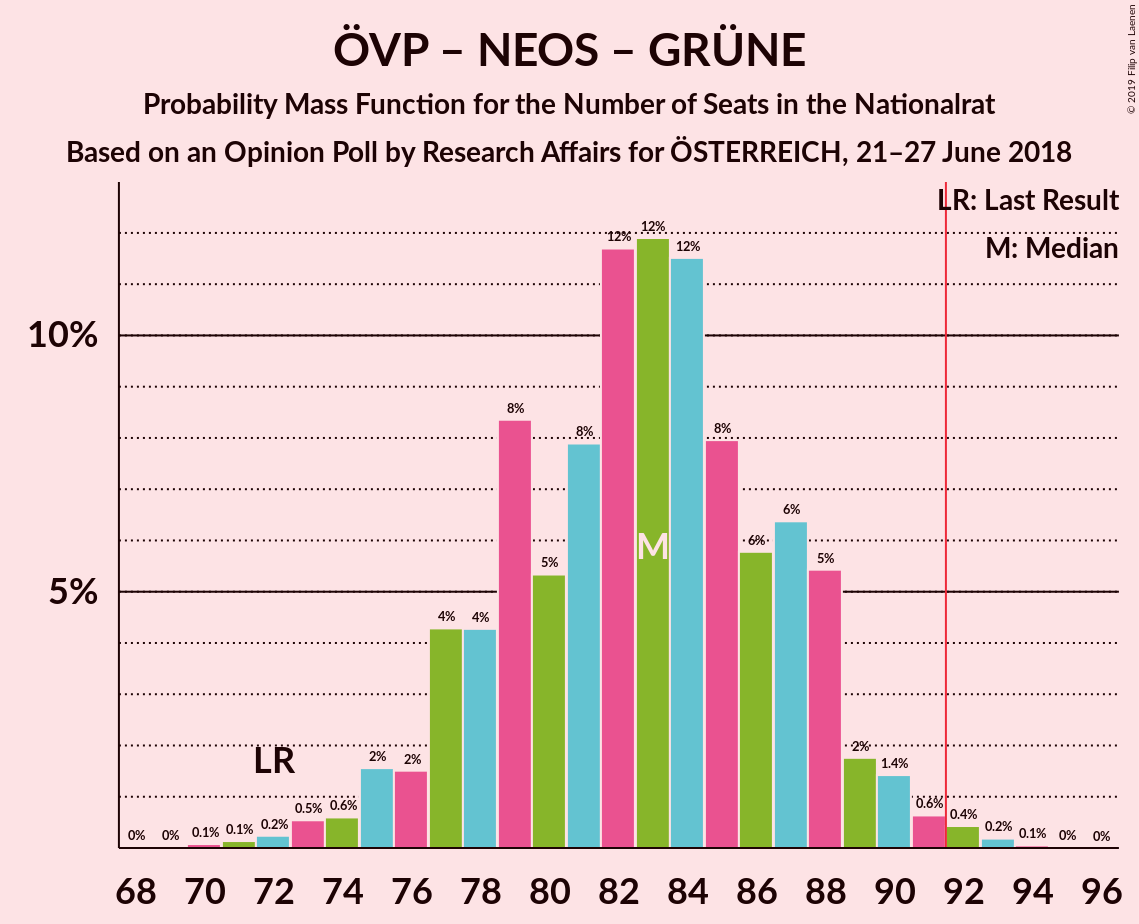 ÖVP – NEOS – GRÜNE
Probability Mass Function for the Number of Seats in the Nationalrat
Based on an Opinion Poll by Research Affairs for ÖSTERREICH, 21–27 June 2018
© 2019 Filip van Laenen
LR: Last Result
M: Median
10%
5%
0% 0% 0.1% 0.1% 0.2% 0.5% 0.6% 2% 2% 4% 4% 8% 5% 8% 12% 12% 12% 8% 6% 6% 5% 2% 1.4% 0.6% 0.4% 0.2% 0.1% 0% 0%
LR
M
68 70 72 74 76 78 80 82 84 86 88 90 92 94 96